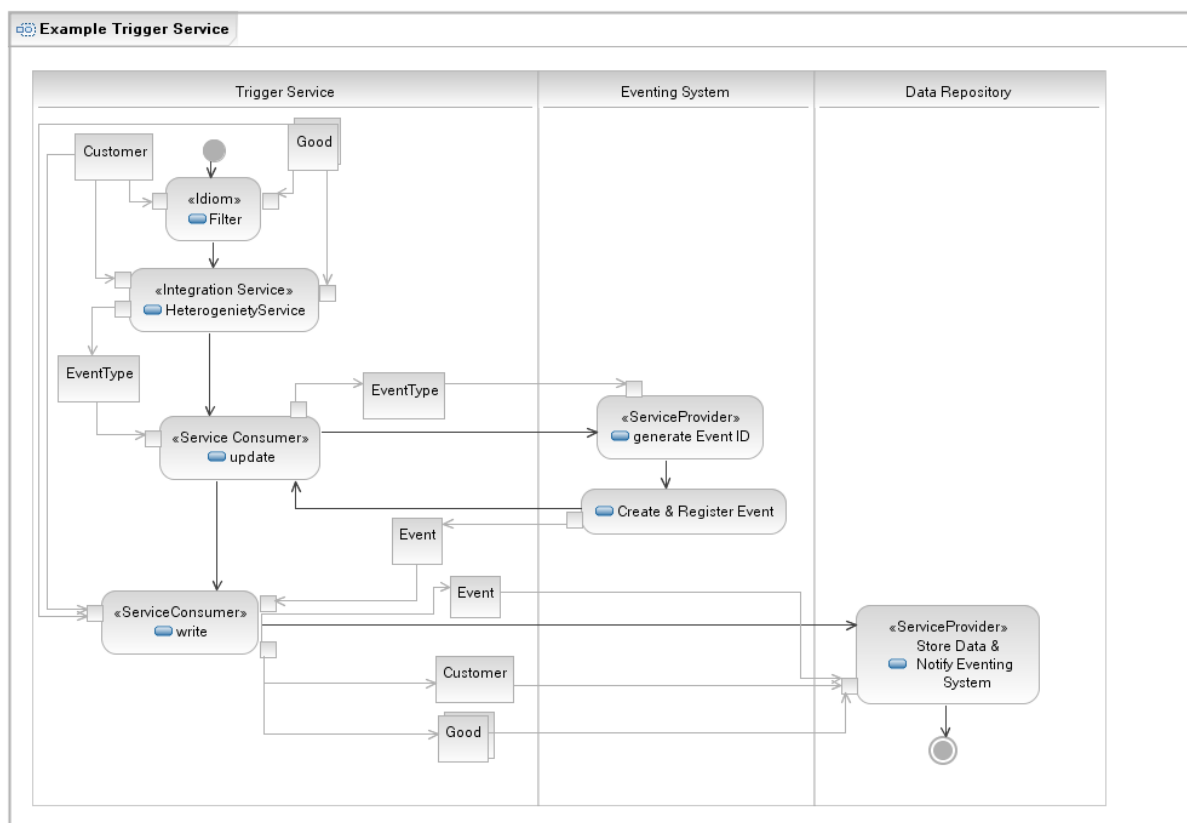 Example Trigger Service
Trigger Service
Eventing System
Data Repository
Customer
Good
«Idiom»
Filter
«Integration Service»
HeterogenietyService
EventType
EventType
«Service Consumer»
update
«ServiceProvider»
generate Event ID
Create & Register Event
Event
Event
«ServiceConsumer»
write
«ServiceProvider»
Store Data &
Notify Eventing
System
Customer
Good